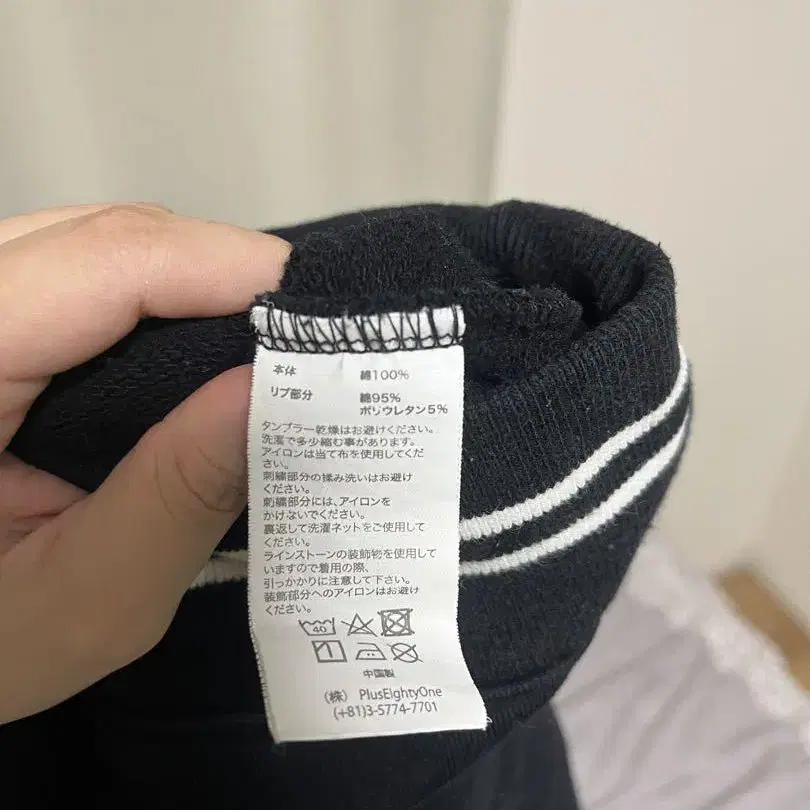 本体 綿100%
リブ部分 綿95%
ポリウレタン5%
タンブラー乾燥はお避けください。
洗濯で多少縮む事があります。
アイロンは当て布を使用してくだ
さい。
刺繍部分の揉み洗いはお避け
ください。
刺繍部分には、アイロンを
かけないでください。
裏返して洗濯ネットをご使用して
ください。
ラインストーンの装飾物を使用して
いますので着用の際、
引っかかりに注意して下さい。
装飾部分へのアイロンはお避け
ください。
40
中国製
(株) PlusEightyOne
(+81)3-5774-7701